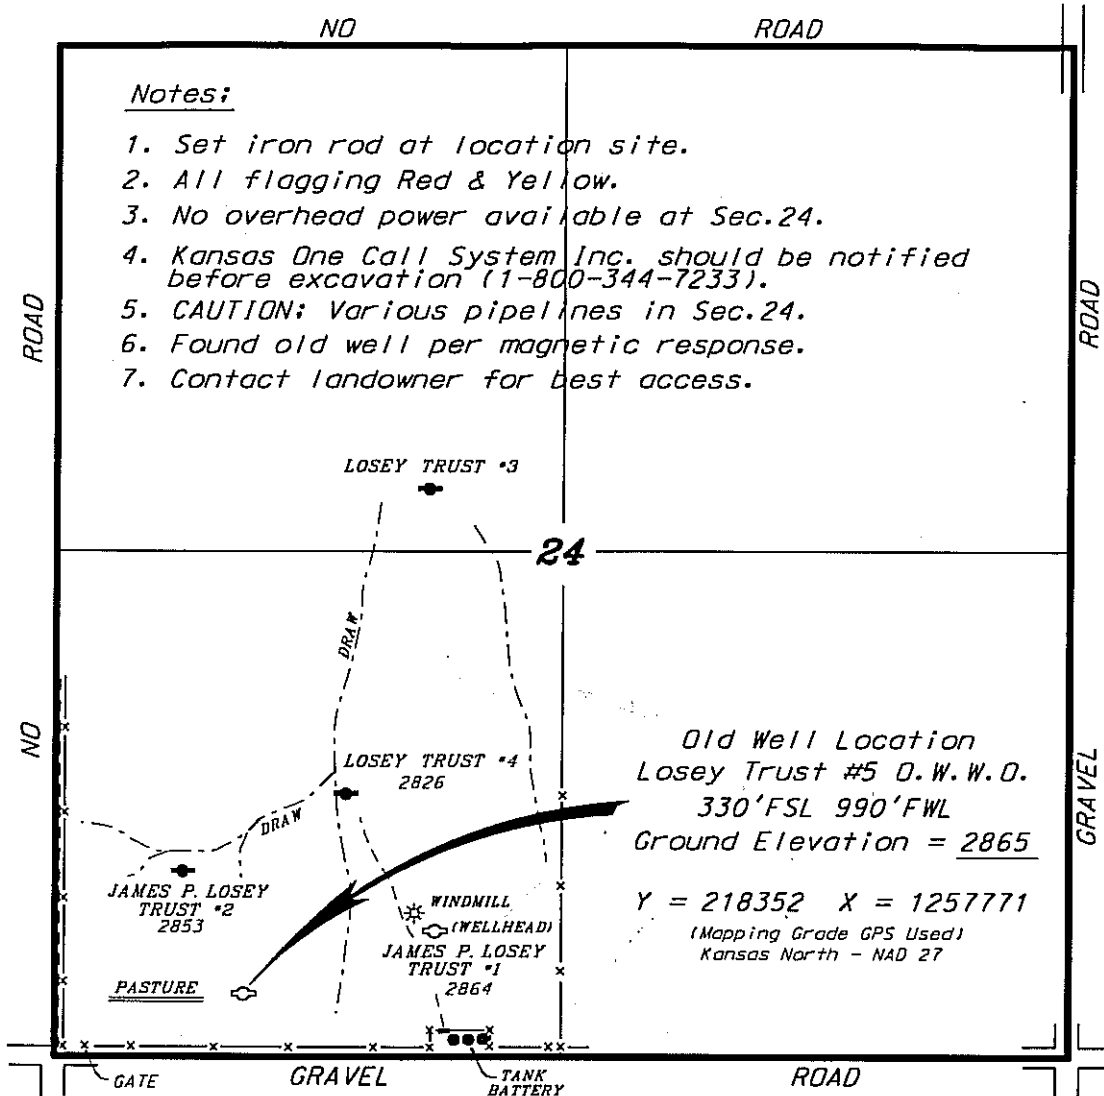 NO ROAD
Notes:
1. Set iron rod at location site.
2. All flagging Red & Yellow.
3. No overhead power available at Sec.24.
4. Kansas One Call System Inc. should be notified
before excavation (1-800-344-7233).
5. CAUTION: Various pipelines in Sec.24.
6. Found old well per magnetic response.
7. Contact landowner for best access.
ROAD
ROAD
LOSEY TRUST #3
24
DRAW
NO
LOSEY TRUST #4
2826
DRAW
JAMES P. LOSEY
TRUST #2
2853
Old Well Location
Losey Trust #5 O.W.W.O.
330'FSL 990'FWL
Ground Elevation = 2865
Y = 218352 X = 1257771
(Mapping Grade GPS Used)
Kansas North - NAD 27
GRAVEL
WINDMILL
(WELLHEAD)
JAMES P. LOSEY
TRUST #1
2864
PASTURE
GATE
GRAVEL
TANK
BATTERY
ROAD